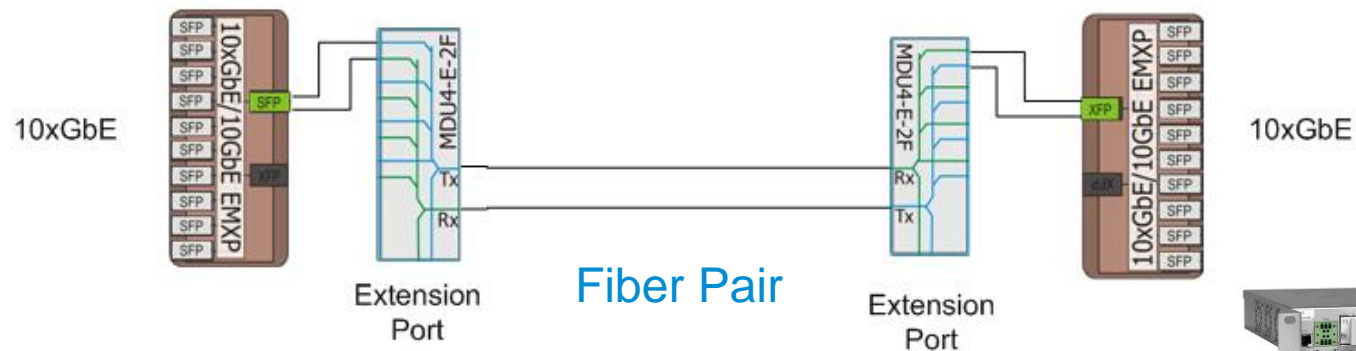 10xGbE
SFP
SFP
SFP
SFP
SFP
SFP
SFP
SFP
SFP
SFP
10xGbE/10GbE EMXP
SFP
XFP
MDU4-E-2F
Tx
Rx
Extension
Port
Fiber Pair
MDU4-E-2F
Rx
Tx
Extension
Port
XFP
XFP
10xGbE/10GbE EMXP
SFP
SFP
SFP
SFP
SFP
SFP
SFP
SFP
SFP
SFP
10xGbE